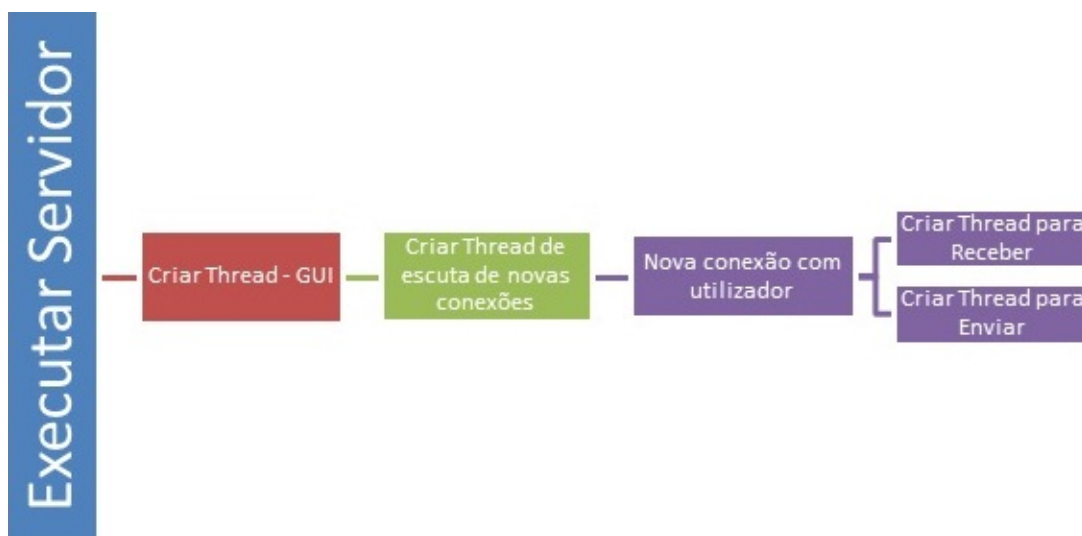 Executar Servidor
Criar Thread - GUI
Criar Thread de
escuta de novas
conexões
Nova conexão com
utilizador
Criar Thread para
Receber
Criar Thread para
Enviar